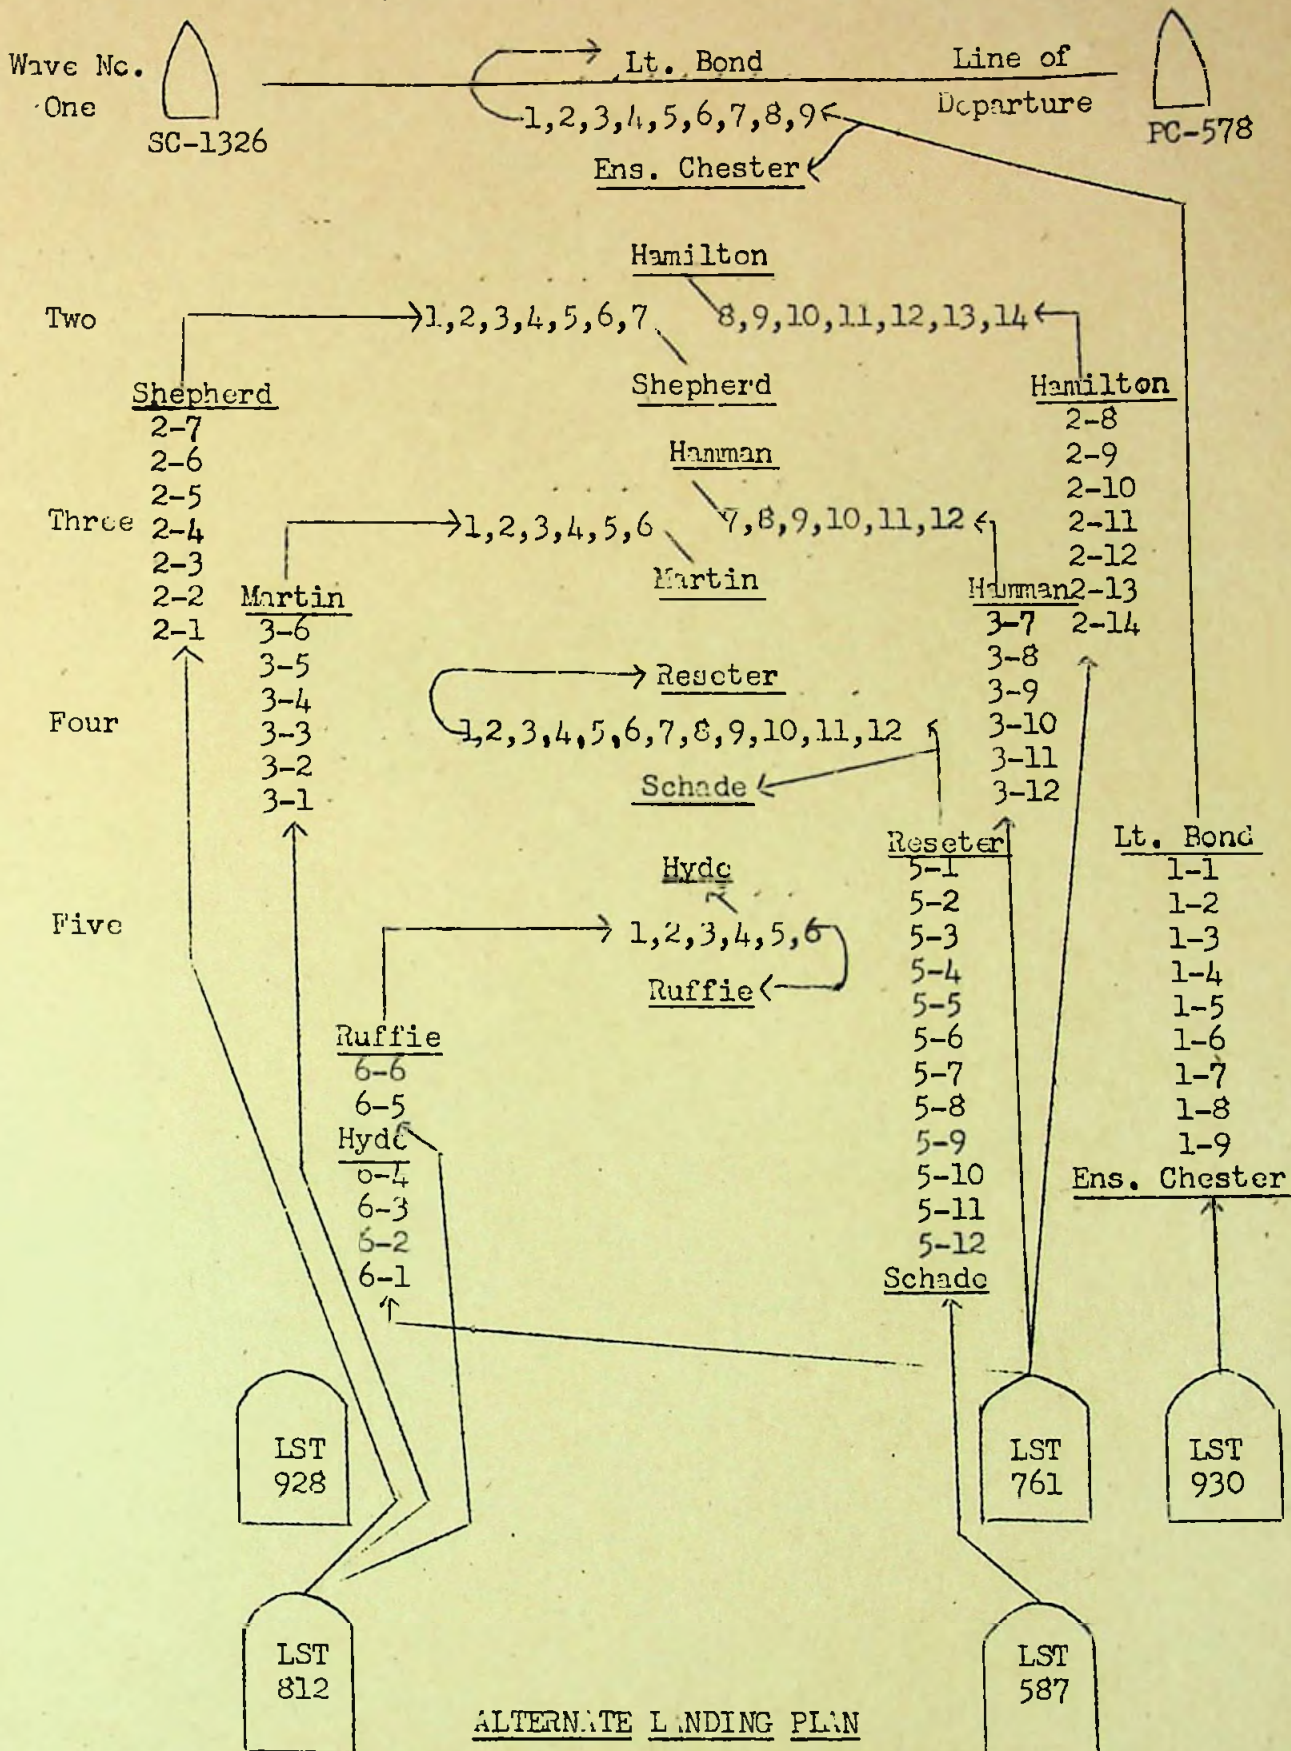 Wave No.
One
SC-1326
Lt. Bond
Line of
Departure
1,2,3,4,5,6,7,8,9
PC-578
Ens. Chester
Hamilton
Two
1,2,3,4,5,6,7
8,9,10,11,12,13,14
Shepherd
Shepherd
Hamilton
2-7
2-6
2-5
2-4
2-3
2-2
2-1
2-8
2-9
2-10
2-11
2-12
2-13
2-14
Hamman
Three
1,2,3,4,5,6
7,8,9,10,11,12
Martin
Martin
3-6
3-5
3-4
3-3
3-2
3-1
Hamman
3-7
3-8
3-9
3-10
3-11
3-12
Reseter
Four
1,2,3,4,5,6,7,8,9,10,11,12
Schade
Reseter
5-1
5-2
5-3
5-4
5-5
5-6
5-7
5-8
5-9
5-10
5-11
5-12
Schade
Lt. Bond
1-1
1-2
1-3
1-4
1-5
1-6
1-7
1-8
1-9
Ens. Chester
Hyde
Five
1,2,3,4,5,6
Ruffie
Ruffie
6-6
6-5
Hyde
6-4
6-3
6-2
6-1
LST
928
LST
761
LST
930
LST
812
LST
587
ALTERNATE LANDING PLAN